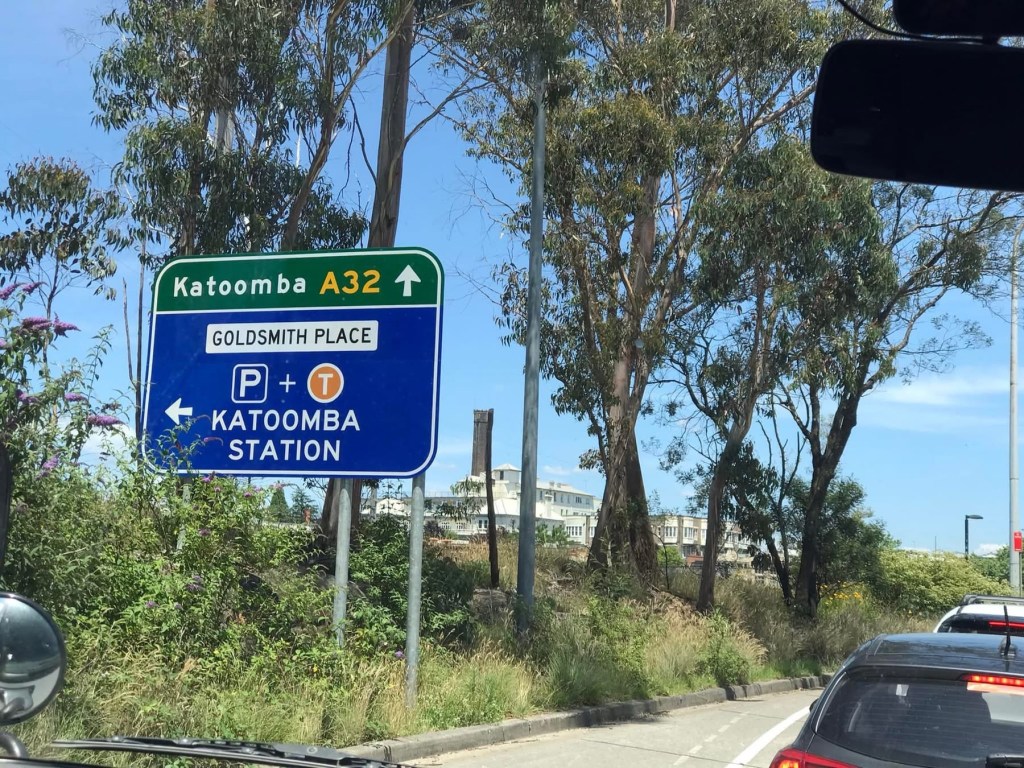 Katoomba A32
GOLDSMITH PLACE
P + T
KATOOMBA
STATION